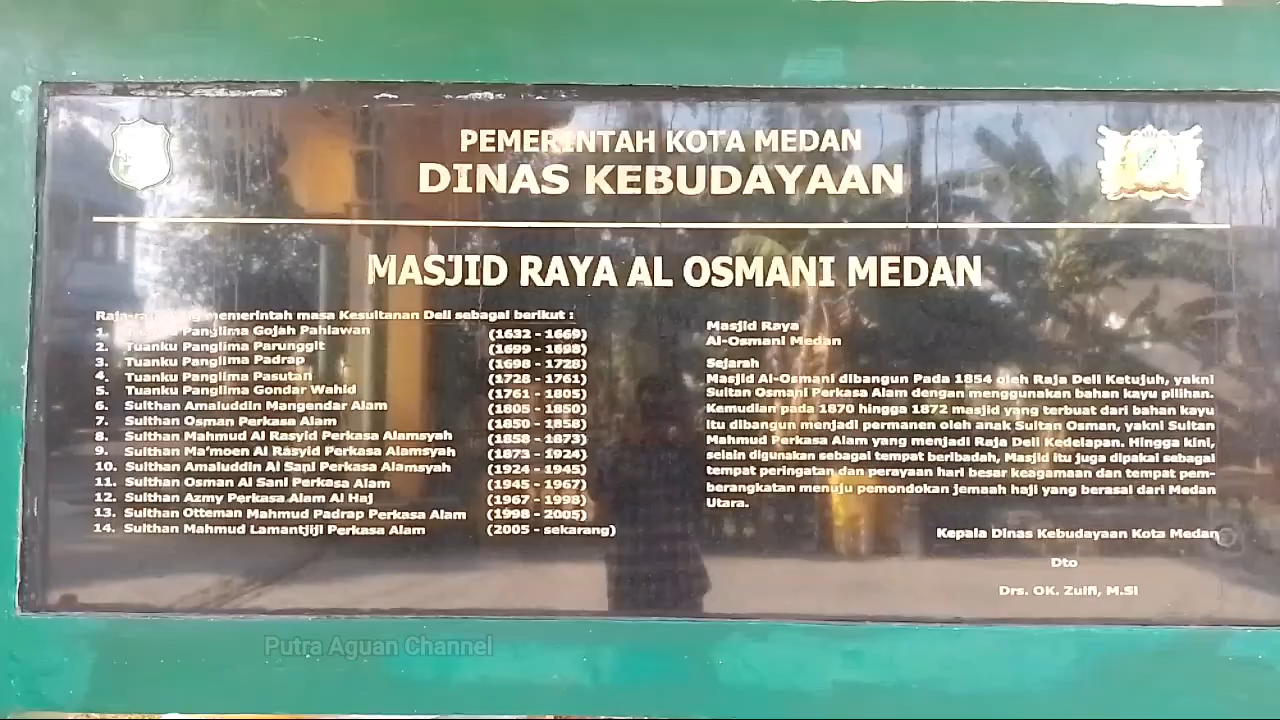 PEMERINTAH KOTA MEDAN
DINAS KEBUDAYAAN
MASJID RAYA AL OSMANI MEDAN
Raja-raja yang memerintah masa Kesultanan Deli sebagai berikut :
1. Tuanku Panglima Gojah Pahlawan (1632 - 1669)
2. Tuanku Panglima Parunggit (1699 - 1698)
3. Tuanku Panglima Padrap (1698 - 1728)
4. Tuanku Panglima Pasutan (1728 - 1761)
5. Tuanku Panglima Gondar Wahid (1761 - 1805)
6. Sulthan Amaluddin Mangendar Alam (1805 - 1850)
7. Sulthan Osman Perkasa Alam (1850 - 1858)
8. Sulthan Mahmud Al Rasyid Perkasa Alamsyah (1858 - 1873)
9. Sulthan Ma'moen Al Rasyid Perkasa Alamsyah (1873 - 1924)
10. Sulthan Amaluddin Al Sani Perkasa Alamsyah (1924 - 1945)
11. Sulthan Osman Al Sani Perkasa Alam (1945 - 1967)
12. Sulthan Azmy Perkasa Alam Al Haj (1967 - 1998)
13. Sulthan Otteman Mahmud Padrap Perkasa Alam (1998 - 2005)
14. Sulthan Mahmud Lamantjiji Perkasa Alam (2005 - sekarang)
Masjid Raya
Al-Osmani Medan
Sejarah
Masjid Al-Osmani dibangun Pada 1854 oleh Raja Deli Ketujuh, yakni
Sultan Osmani Perkasa Alam dengan menggunakan bahan kayu pilihan.
Kemudian pada 1870 hingga 1872 masjid yang terbuat dari bahan kayu
itu dibangun menjadi permanen oleh anak Sultan Osman, yakni Sultan
Mahmud Perkasa Alam yang menjadi Raja Deli Kedelapan. Hingga kini,
selain digunakan sebagai tempat beribadah, Masjid itu juga dipakai sebagai
tempat peringatan dan perayaan hari besar keagamaan dan tempat pem-
berangkatan menuju pemondokan jemaah haji yang berasal dari Medan
Utara.
Kepala Dinas Kebudayaan Kota Medan
Dto
Drs. OK. Zulfi, M.Si
Putra Aguan Channel